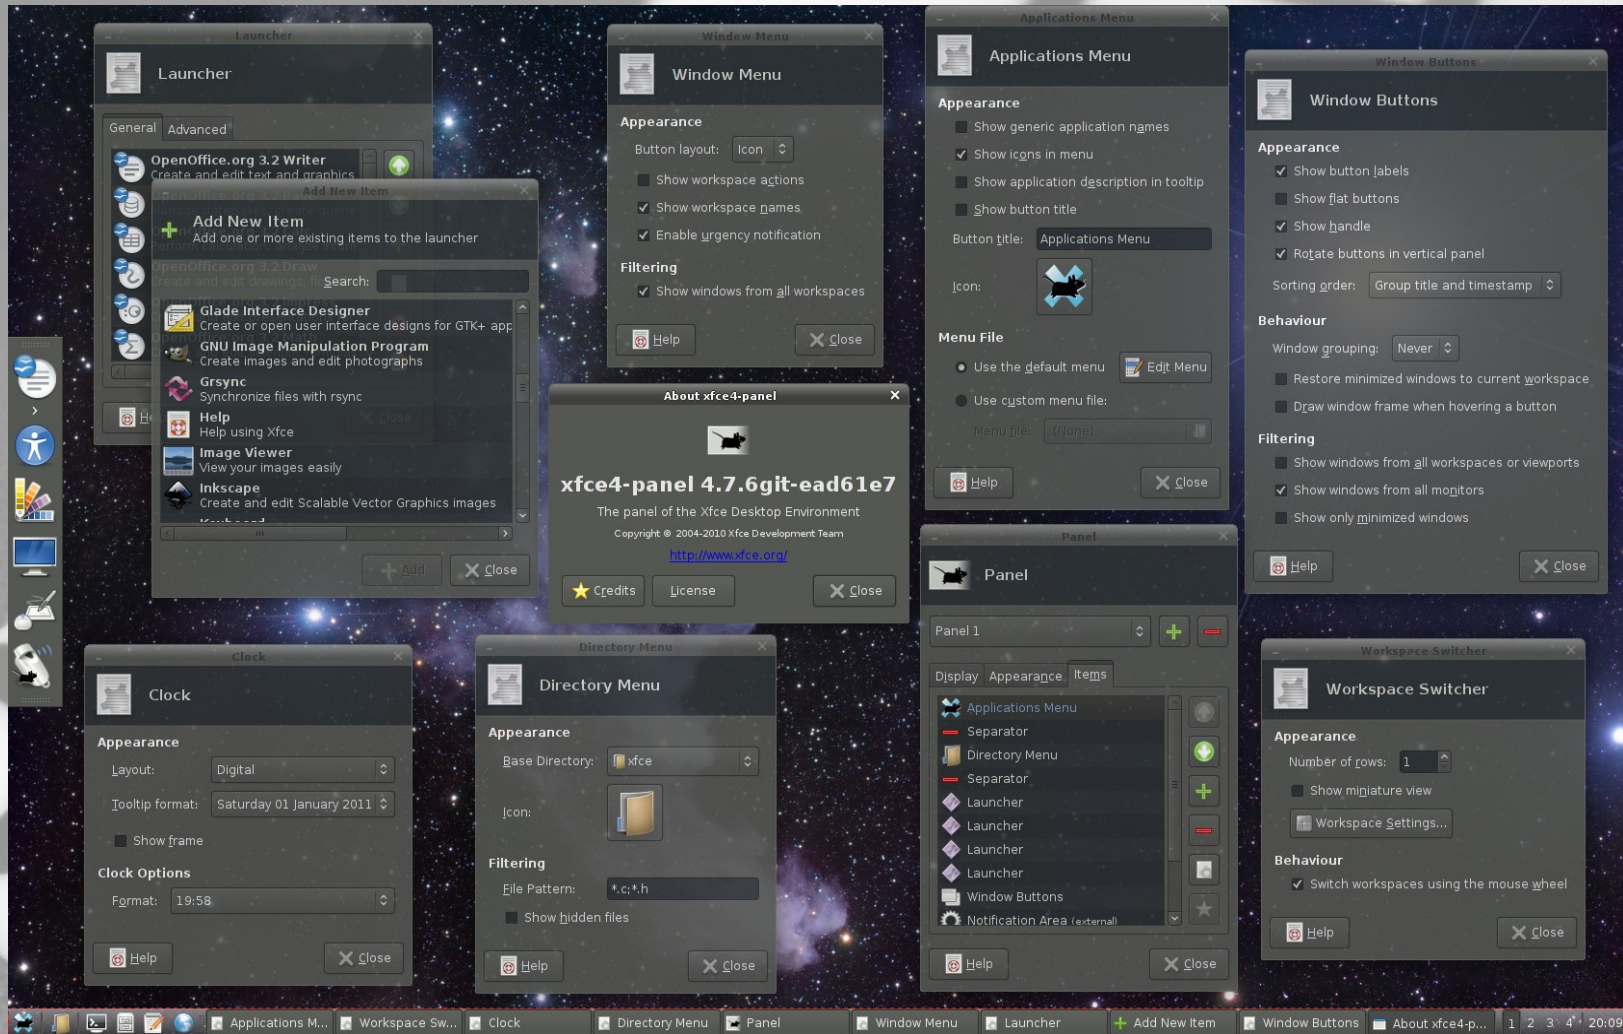 Launcher
Launcher
General
Advanced
OpenOffice.org 3.2 Writer
Create and edit text and graphics
OpenOffice.org 3.2 Draw
Add New Item
Add New Item
Add one or more existing items to the launcher
Search:
Glade Interface Designer
Create or open user interface designs for GTK+ app
GNU Image Manipulation Program
Create images and edit photographs
Grsync
Synchronize files with rsync
Help
Help using Xfce
Image Viewer
View your images easily
Inkscape
Create and edit Scalable Vector Graphics images
Add
Close
Window Menu
Window Menu
Appearance
Button layout: Icon
Show workspace actions
Show workspace names
Enable urgency notification
Filtering
Show windows from all workspaces
Help
Close
Applications Menu
Applications Menu
Appearance
Show generic application names
Show icons in menu
Show application description in tooltip
Show button title
Button title: Applications Menu
Icon:
Menu File
Use the default menu
Edit Menu
Use custom menu file:
Menu file: (None)
Help
Close
Window Buttons
Window Buttons
Appearance
Show button labels
Show flat buttons
Show handle
Rotate buttons in vertical panel
Sorting order: Group title and timestamp
Behaviour
Window grouping: Never
Restore minimized windows to current workspace
Draw window frame when hovering a button
Filtering
Show windows from all workspaces or viewports
Show windows from all monitors
Show only minimized windows
Help
Close
About xfce4-panel
xfce4-panel 4.7.6git-ead61e7
The panel of the Xfce Desktop Environment
Copyright © 2004-2010 Xfce Development Team
http://www.xfce.org/
Credits
License
Close
Clock
Clock
Appearance
Layout: Digital
Tooltip format: Saturday 01 January 2011
Show frame
Clock Options
Format: 19:58
Help
Close
Directory Menu
Directory Menu
Appearance
Base Directory: xfce
Icon:
Filtering
File Pattern: *.c;*.h
Show hidden files
Help
Close
Panel
Panel
Panel 1
Display
Appearance
Items
Applications Menu
Separator
Directory Menu
Separator
Launcher
Launcher
Launcher
Launcher
Window Buttons
Notification Area (external)
Help
Close
Workspace Switcher
Workspace Switcher
Appearance
Number of rows: 1
Show miniature view
Workspace Settings...
Behaviour
Switch workspaces using the mouse wheel
Help
Close
Applications M...
Workspace Sw...
Clock
Directory Menu
Panel
Window Menu
Launcher
Add New Item
Window Buttons
About xfce4-p...
1 2 3 4
20:09